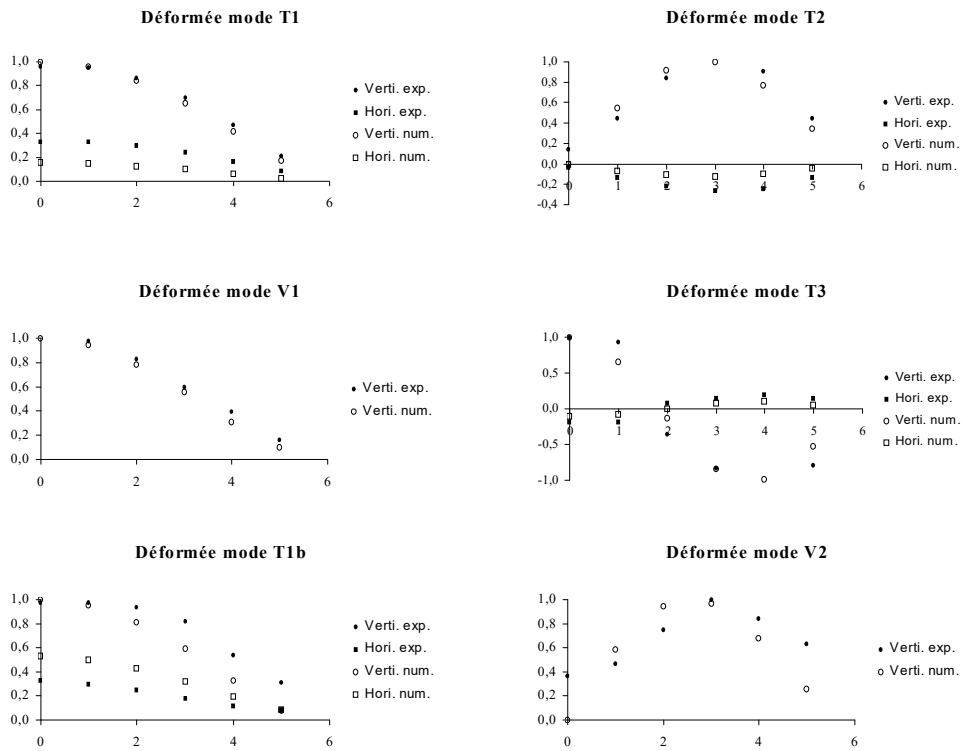 Déformée mode T1
1,0
0,8
0,6
0,4
0,2
0,0
0 2 4 6
Verti. exp.
Hori. exp.
Verti. num.
Hori. num.
Déformée mode T2
1,0
0,8
0,6
0,4
0,2
0,0
-0,2
-0,4
0 1 2 3 4 5 6
Verti. exp.
Hori. exp.
Verti. num.
Hori. num.
Déformée mode V1
1,0
0,8
0,6
0,4
0,2
0,0
0 2 4 6
Verti. exp.
Verti. num.
Déformée mode T3
1,0
0,5
0,0
-0,5
-1,0
0 1 2 3 4 5 6
Verti. exp.
Hori. exp.
Verti. num.
Hori. num.
Déformée mode T1b
1,0
0,8
0,6
0,4
0,2
0,0
0 2 4 6
Verti. exp.
Hori. exp.
Verti. num.
Hori. num.
Déformée mode V2
1,0
0,8
0,6
0,4
0,2
0,0
0 2 4 6
Verti. exp.
Verti. num.